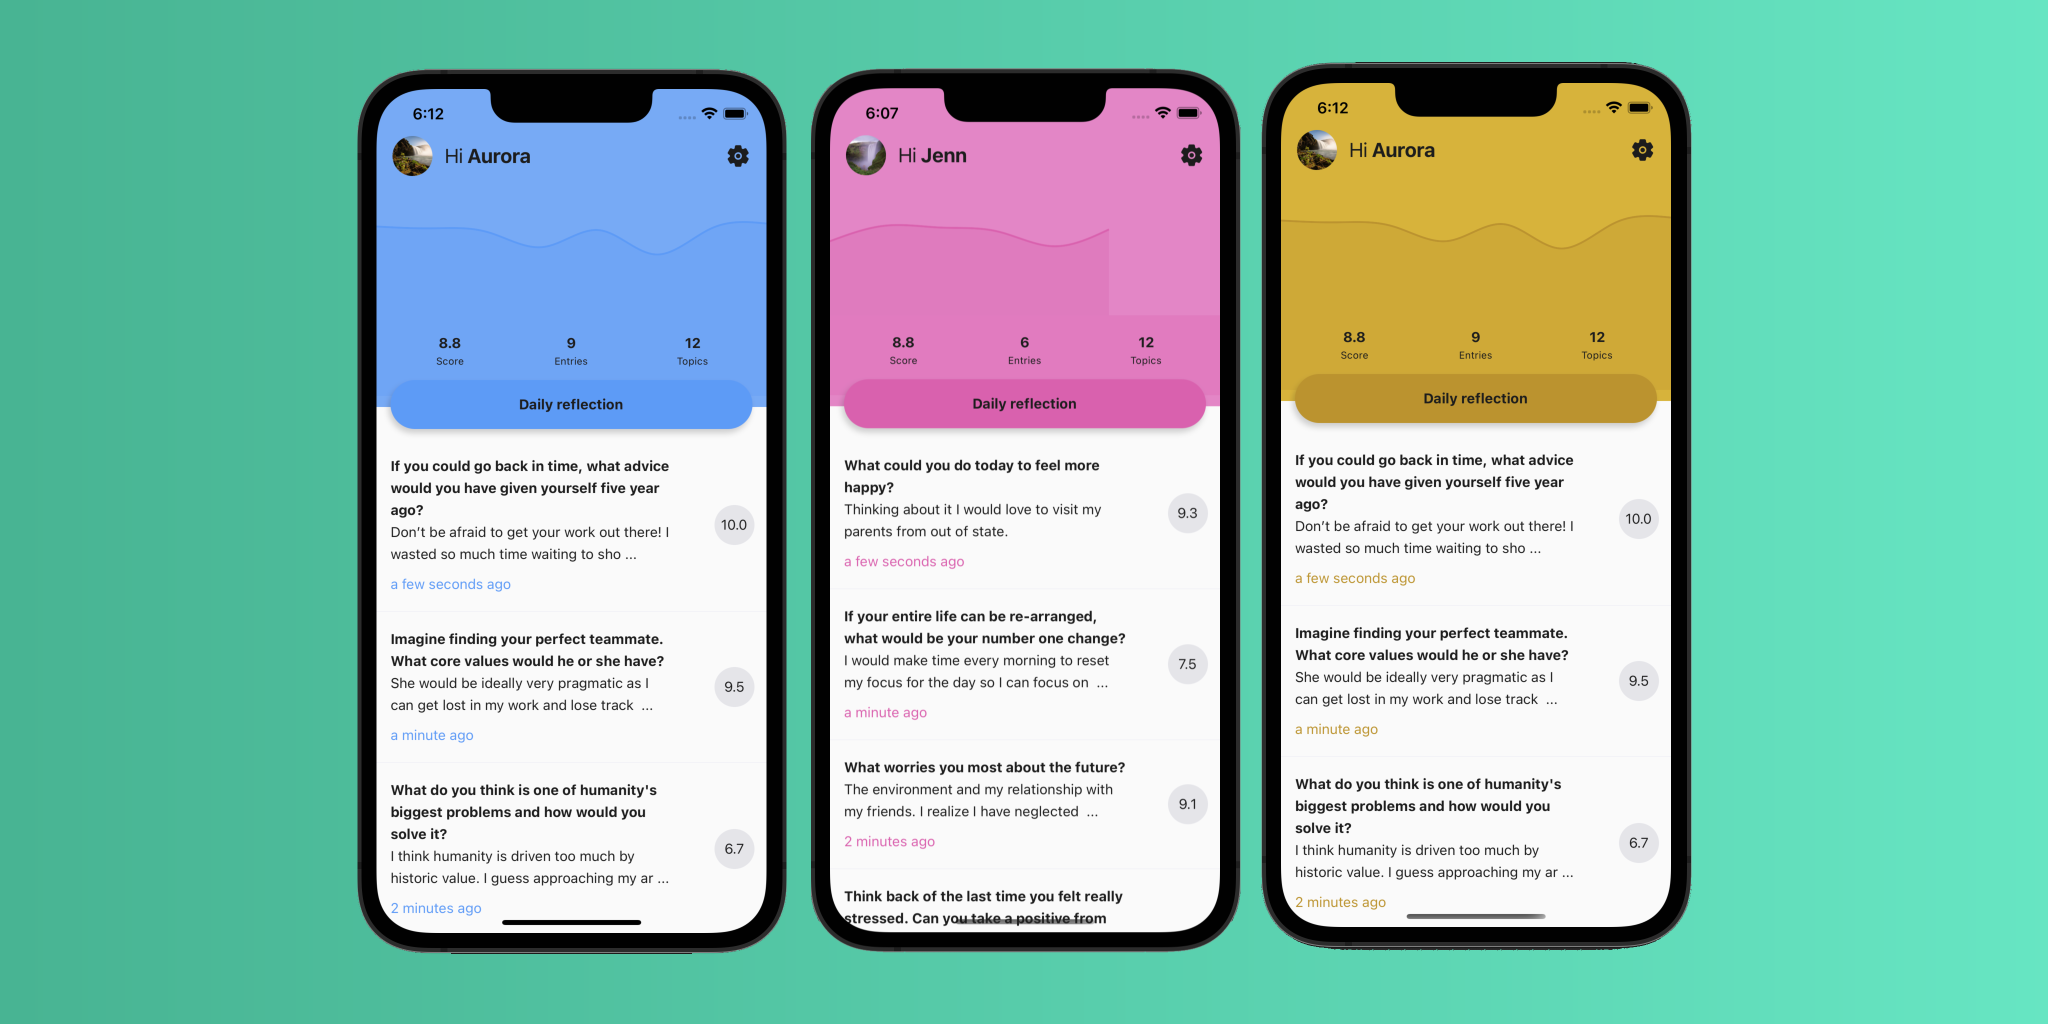 6:12
Hi Aurora
8.8
9
12
Score
Entries
Topics
Daily reflection
If you could go back in time, what advice
would you have given yourself five year
ago?
Don't be afraid to get your work out there! I
wasted so much time waiting to sho ...
10.0
a few seconds ago
Imagine finding your perfect teammate.
What core values would he or she have?
She would be ideally very pragmatic as I
can get lost in my work and lose track ...
9.5
a minute ago
What do you think is one of humanity's
biggest problems and how would you
solve it?
I think humanity is driven too much by
historic value. I guess approaching my ar ...
6.7
2 minutes ago
6:07
Hi Jenn
8.8
6
12
Score
Entries
Topics
Daily reflection
What could you do today to feel more
happy?
Thinking about it I would love to visit my
parents from out of state.
9.3
a few seconds ago
If your entire life can be re-arranged,
what would be your number one change?
I would make time every morning to reset
my focus for the day so I can focus on ...
7.5
a minute ago
What worries you most about the future?
The environment and my relationship with
my friends. I realize I have neglected ...
9.1
2 minutes ago
Think back of the last time you felt really
stressed. Can you take a positive from
6:12
Hi Aurora
8.8
9
12
Score
Entries
Topics
Daily reflection
If you could go back in time, what advice
would you have given yourself five year
ago?
Don't be afraid to get your work out there! I
wasted so much time waiting to sho ...
10.0
a few seconds ago
Imagine finding your perfect teammate.
What core values would he or she have?
She would be ideally very pragmatic as I
can get lost in my work and lose track ...
9.5
a minute ago
What do you think is one of humanity's
biggest problems and how would you
solve it?
I think humanity is driven too much by
historic value. I guess approaching my ar ...
6.7
2 minutes ago